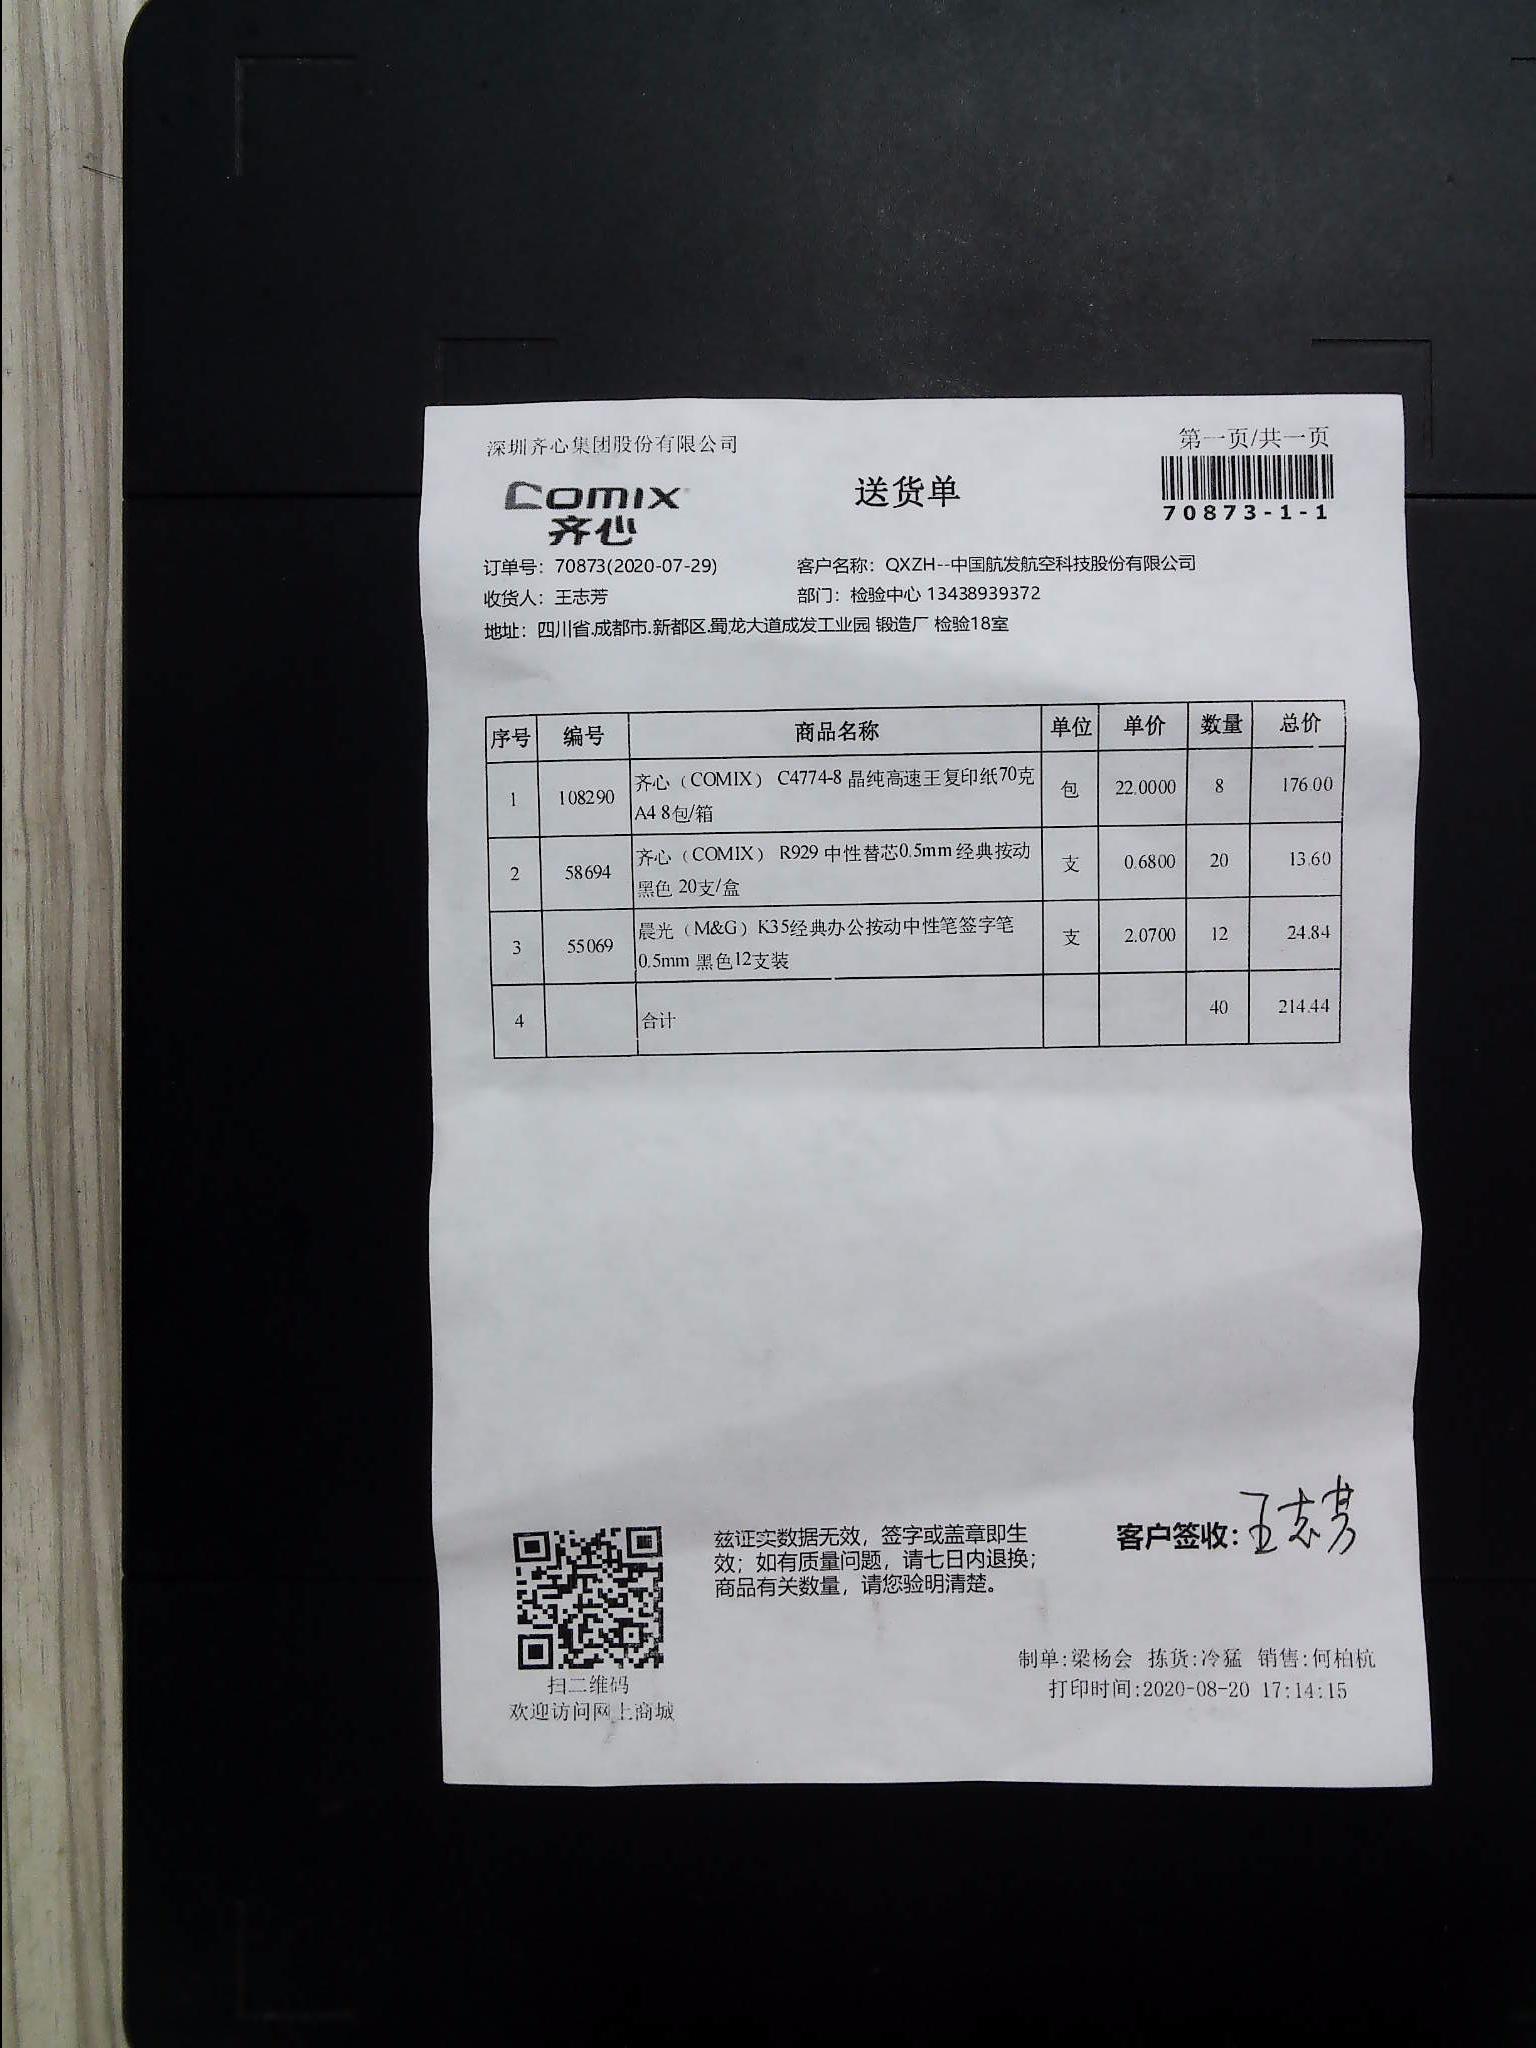 深圳齐心集团股份有限公司
第一页/共一页
COMIX
齐心
送货单
70873-1-1
订单号：70873(2020-07-29) 客户名称：QXZH--中国航发航空科技股份有限公司
收货人：王志芳 部门：检验中心 13438939372
地址：四川省.成都市.新都区.蜀龙大道成发工业园 锻造厂 检验18室
序号 编号 商品名称 单位 单价 数量 总价
1 108290 齐心（COMIX） C4774-8 晶纯高速王复印纸70克 包 22.0000 8 176.00
A4 8包/箱
2 58694 齐心（COMIX） R929 中性替芯0.5mm 经典按动 支 0.6800 20 13.60
黑色 20支/盒
3 55069 晨光（M&G）K35经典办公按动中性笔签字笔 支 2.0700 12 24.84
0.5mm 黑色12支装
4 合计 40 214.44
兹证实数据无效，签字或盖章即生
效；如有质量问题，请七日内退换；
商品有关数量，请您验明清楚。
客户签收：王志芳
扫二维码
欢迎访问网上商城
制单:梁杨会 拣货:冷猛 销售:何柏杭
打印时间:2020-08-20 17:14:15